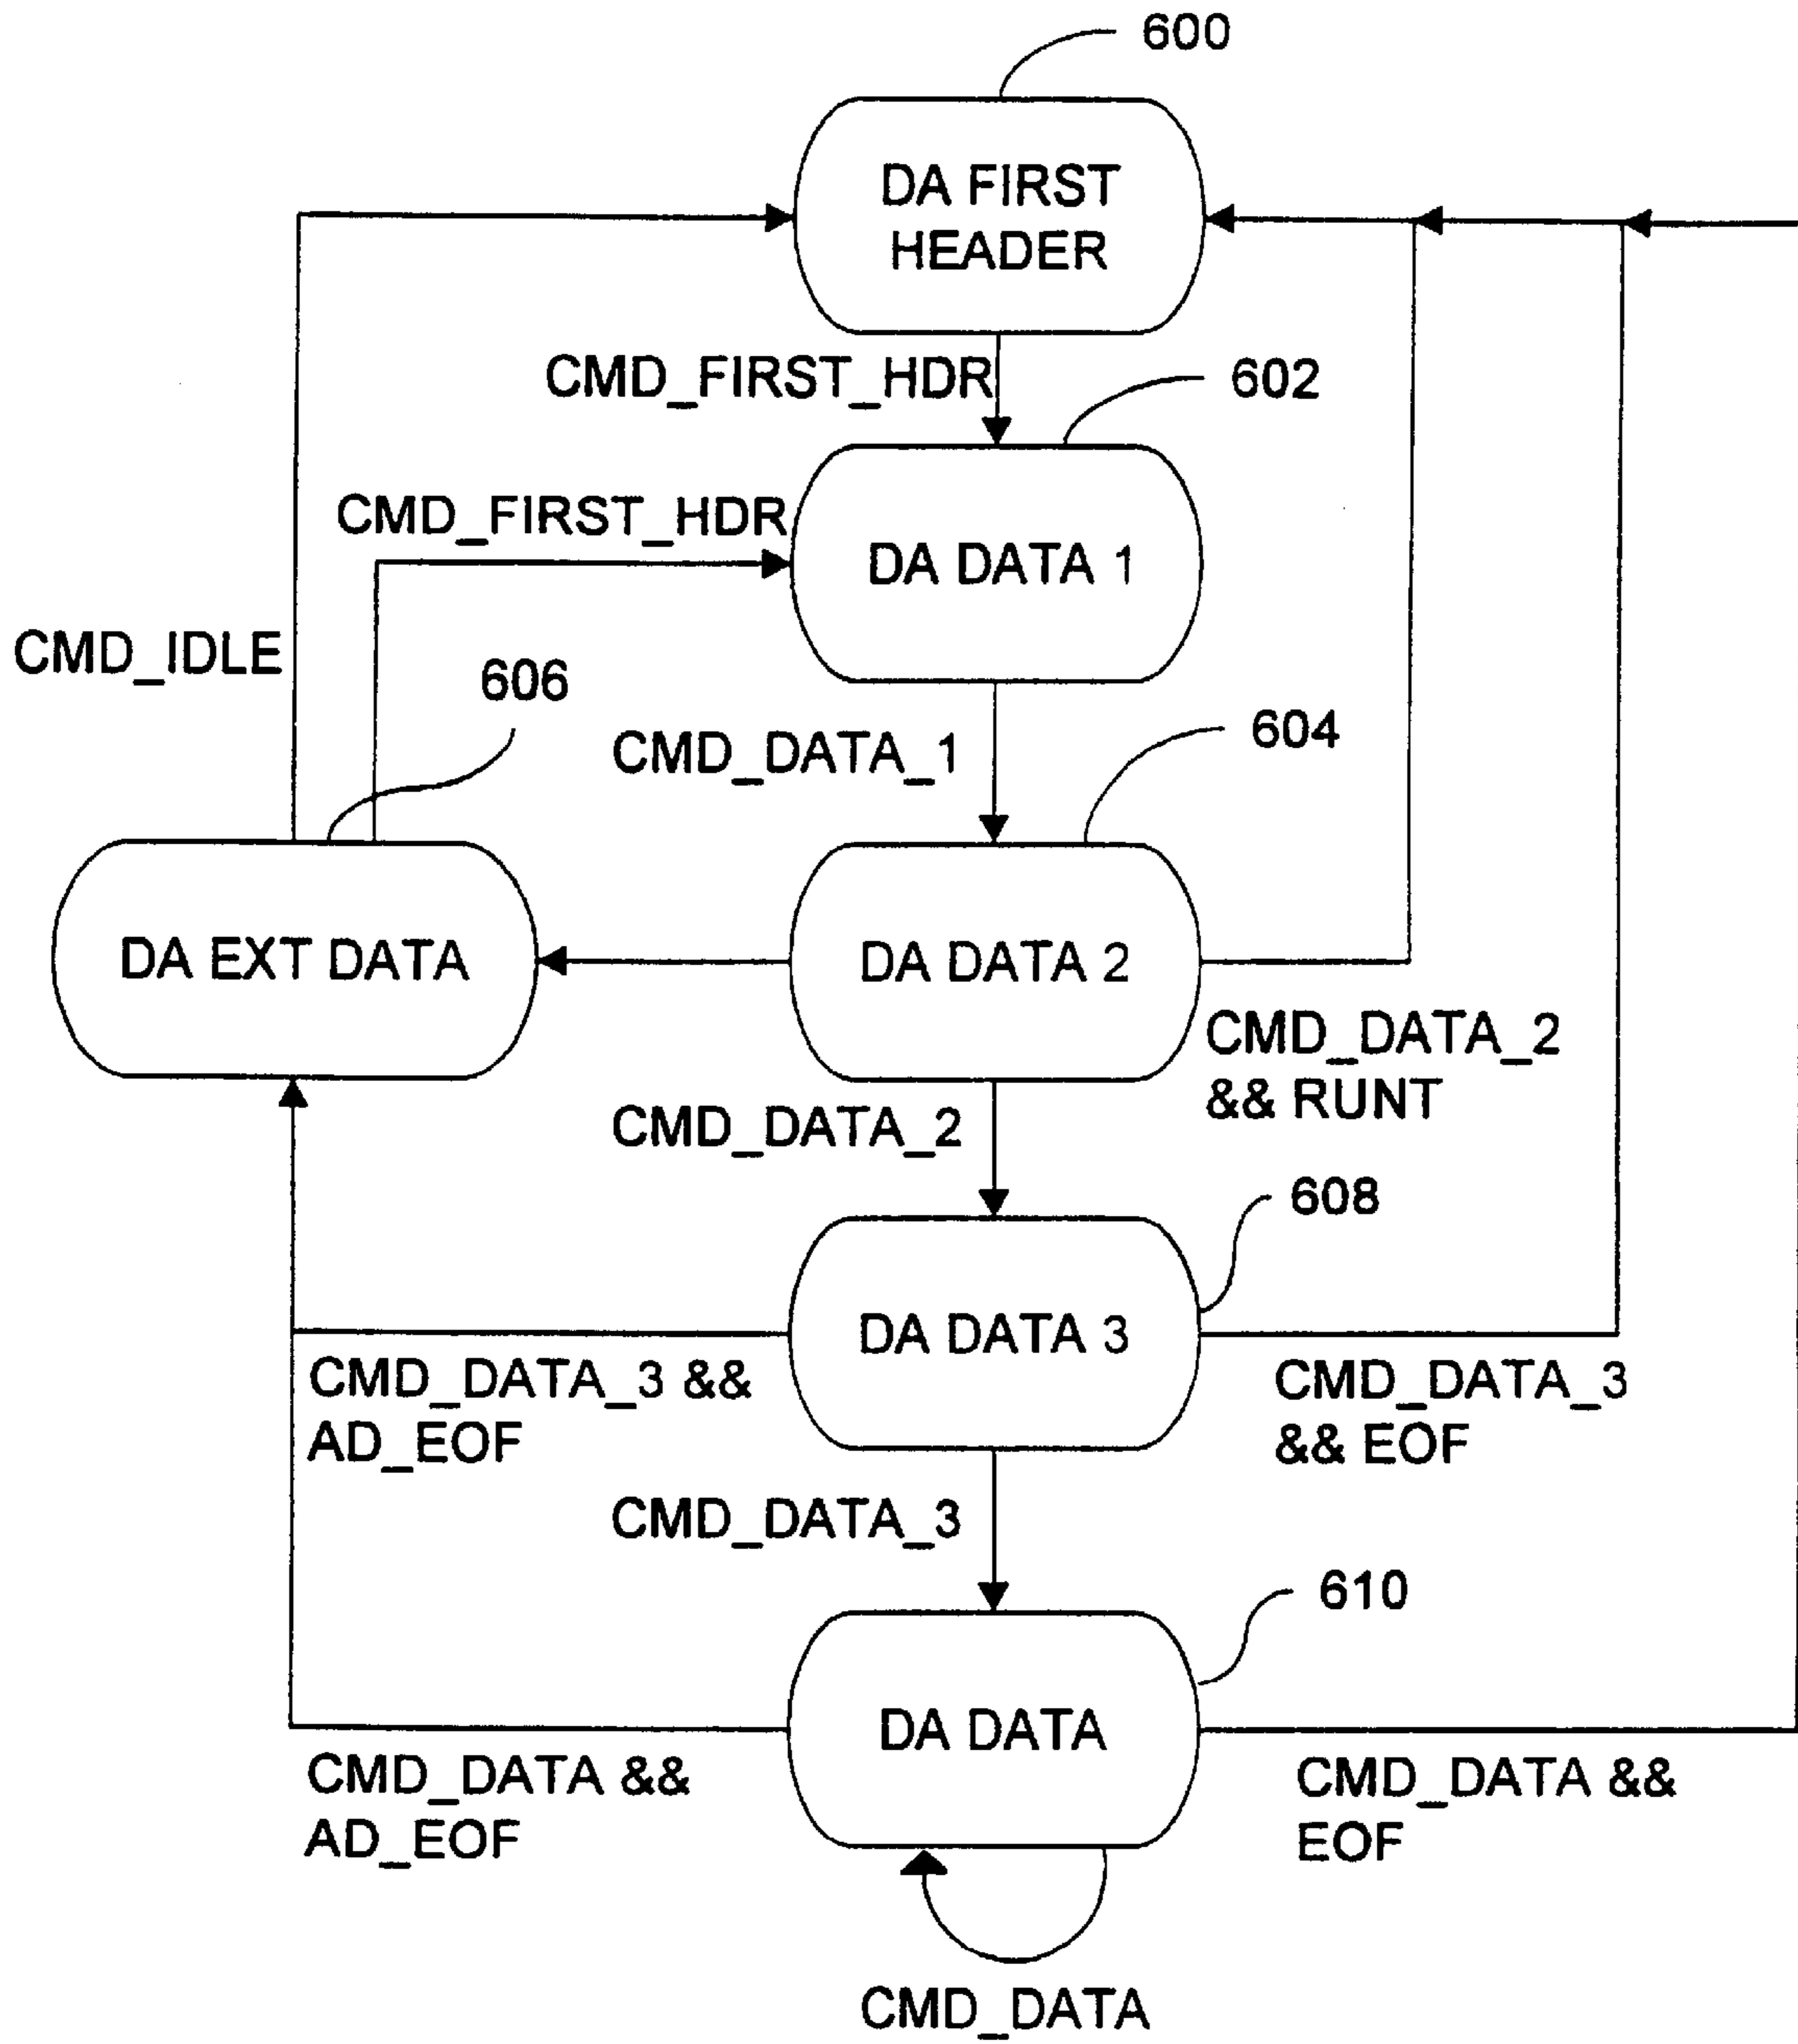 600
DA FIRST
HEADER
CMD_FIRST_HDR
602
CMD_FIRST_HDR
DA DATA 1
CMD_IDLE
606
CMD_DATA_1
604
DA EXT DATA
DA DATA 2
CMD_DATA_2
&& RUNT
CMD_DATA_2
608
DA DATA 3
CMD_DATA_3 &&
AD_EOF
CMD_DATA_3
&& EOF
CMD_DATA_3
610
DA DATA
CMD_DATA &&
AD_EOF
CMD_DATA &&
EOF
CMD_DATA